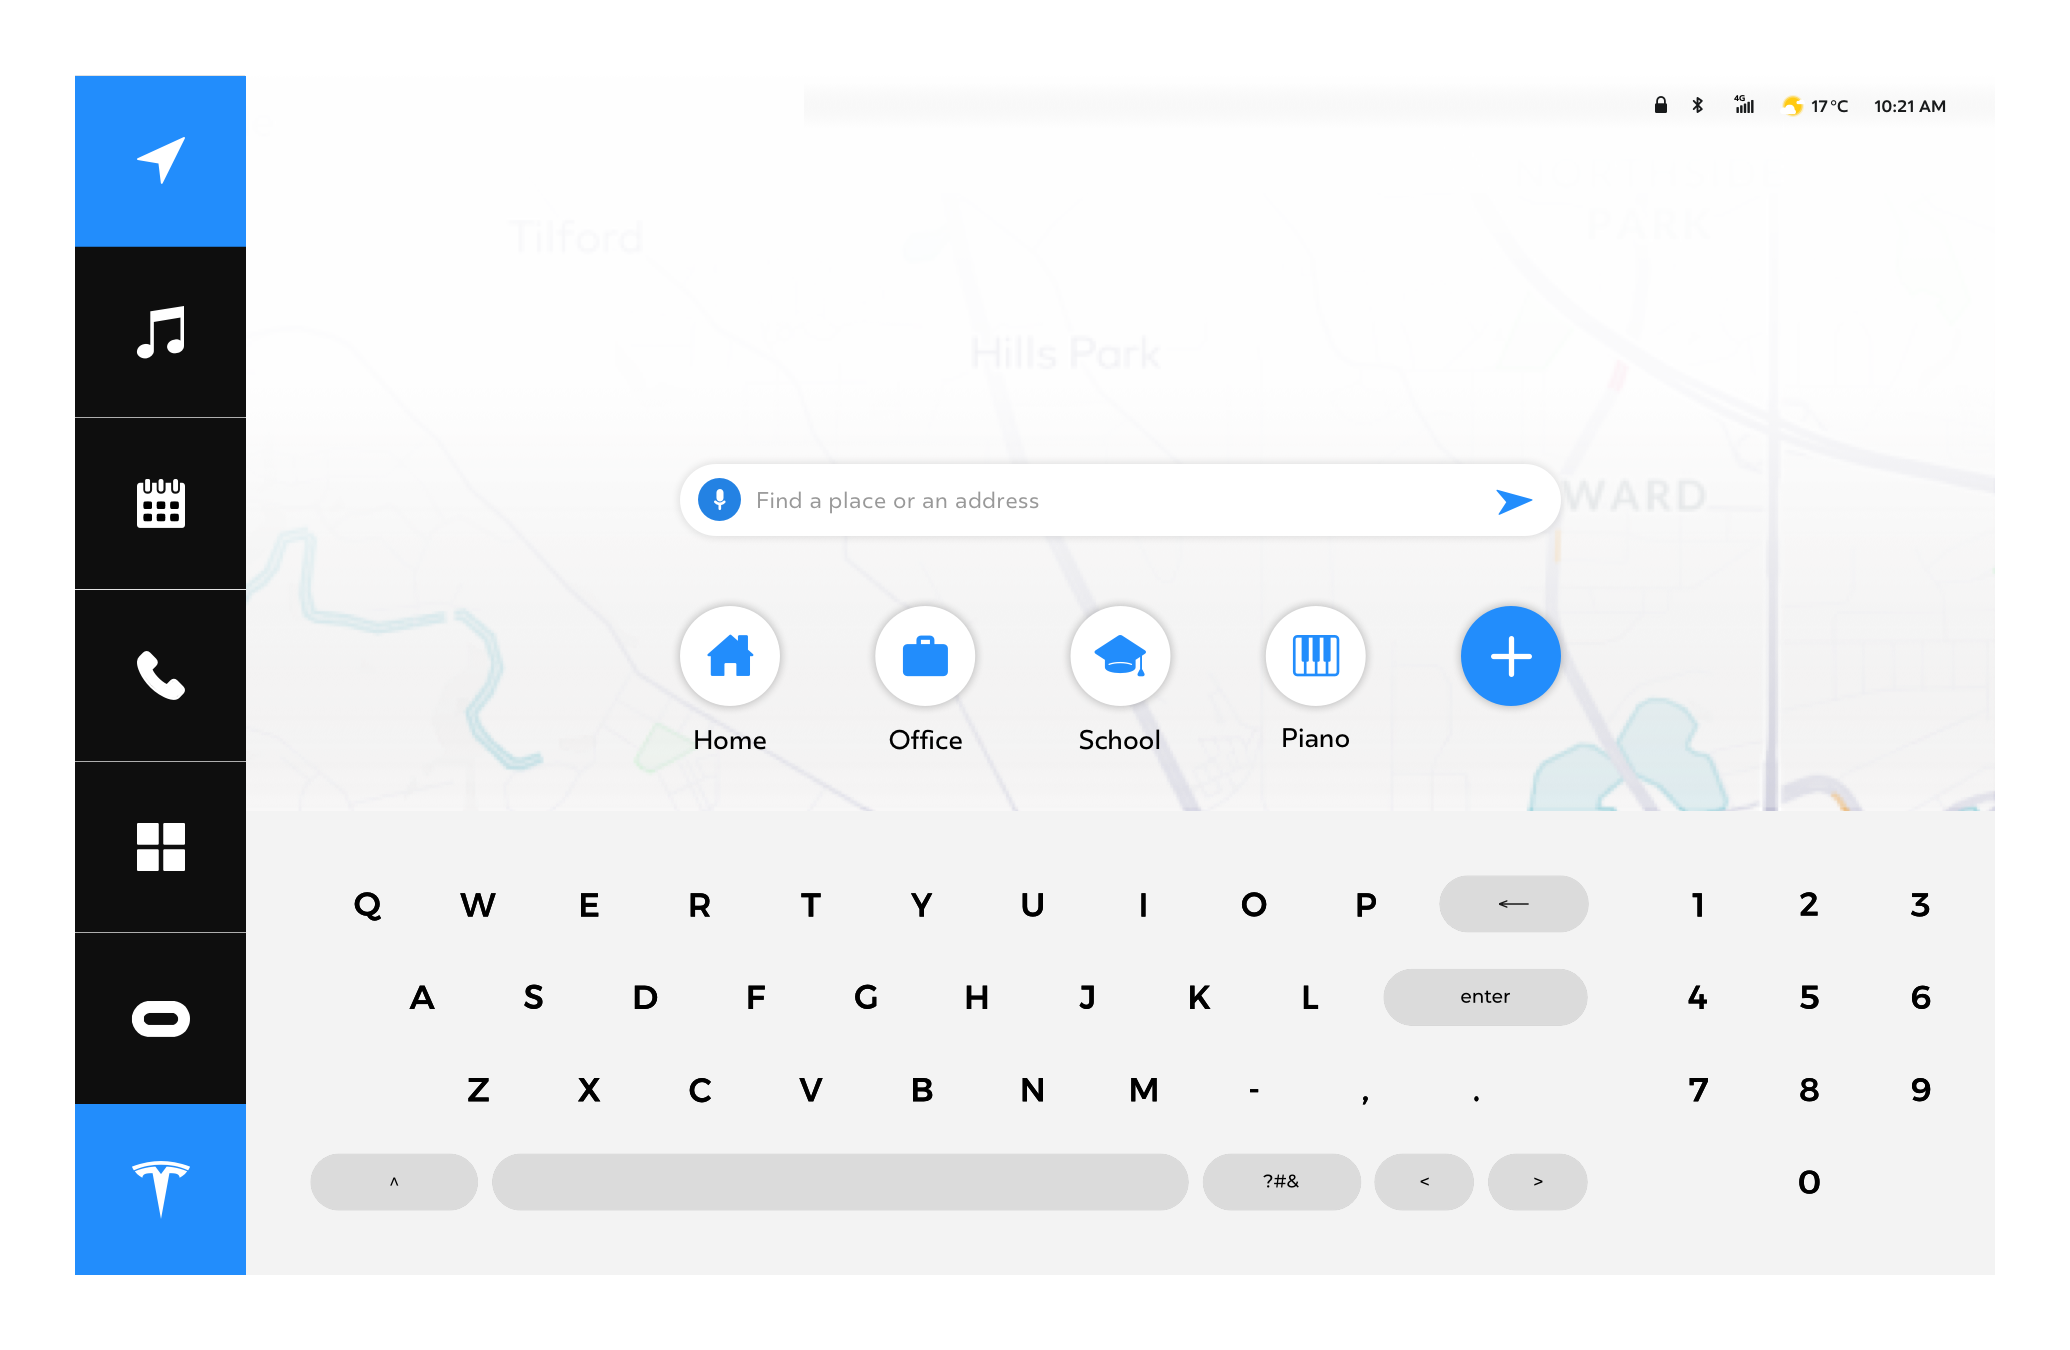 4G 17°C 10:21 AM
PARK
Tilford
Hills Park
WARD
Find a place or an address
Home Office School Piano
Q W E R T Y U I O P ← 1 2 3
A S D F G H J K L enter 4 5 6
Z X C V B N M - , . 7 8 9
^ ?#& < > 0